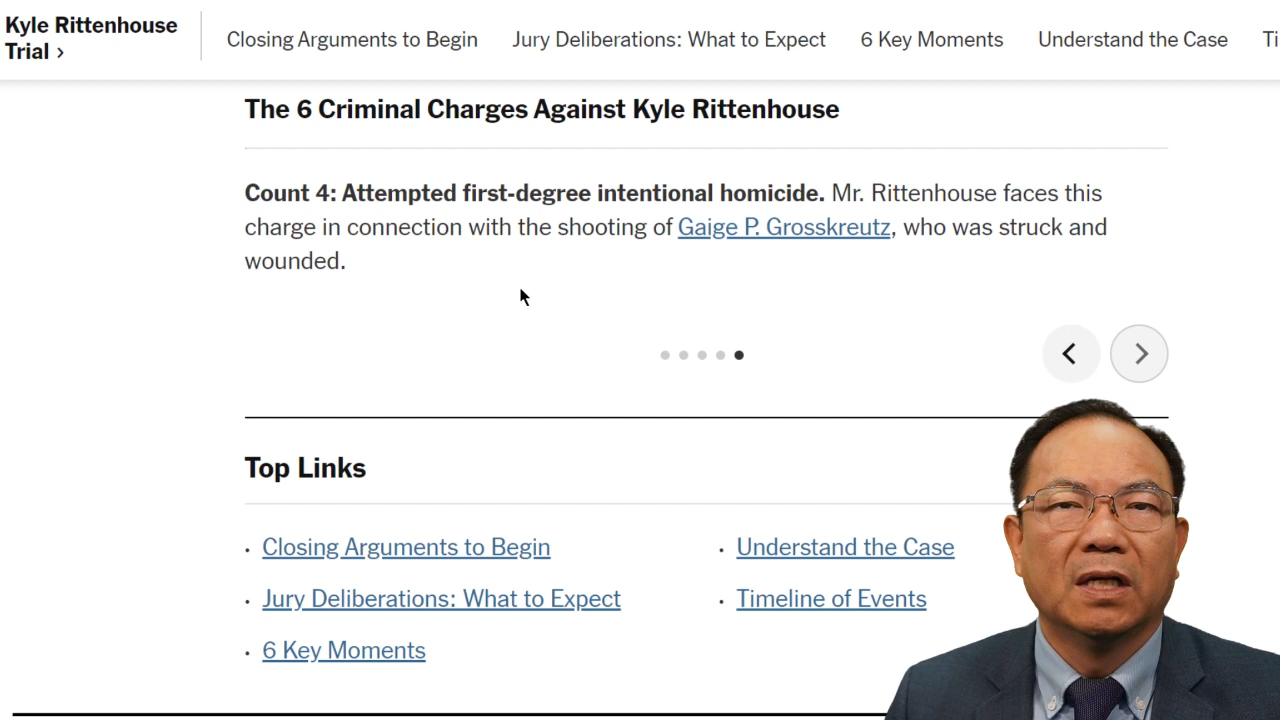 Kyle Rittenhouse
Trial ›
Closing Arguments to Begin
Jury Deliberations: What to Expect
6 Key Moments
Understand the Case
Ti
The 6 Criminal Charges Against Kyle Rittenhouse
Count 4: Attempted first-degree intentional homicide. Mr. Rittenhouse faces this
charge in connection with the shooting of Gaige P. Grosskreutz, who was struck and
wounded.
Top Links
· Closing Arguments to Begin
· Jury Deliberations: What to Expect
· 6 Key Moments
· Understand the Case
· Timeline of Events